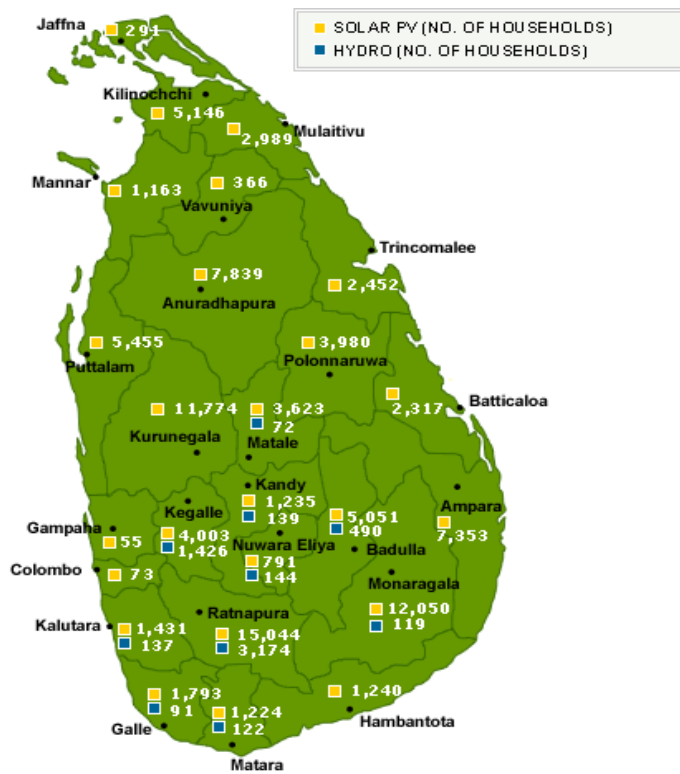 SOLAR PV (NO. OF HOUSEHOLDS)
HYDRO (NO. OF HOUSEHOLDS)
Jaffna
291
Kilinochchi
5,146
2,989
Mulaitivu
Mannar
1,163
366
Vavuniya
Trincomalee
7,839
2,452
Anuradhapura
5,455
3,980
Puttalam
Polonnaruwa
2,317
Batticaloa
11,774
3,623
72
Kurunegala
Matale
Kandy
Kegalle
1,235
139
Ampara
Gampaha
55
4,003
1,426
5,051
490
7,353
Nuwara Eliya
Badulla
Colombo
73
791
144
Monaragala
12,050
119
Kalutara
1,431
137
Ratnapura
15,044
3,174
1,793
91
1,224
122
1,240
Hambantota
Galle
Matara